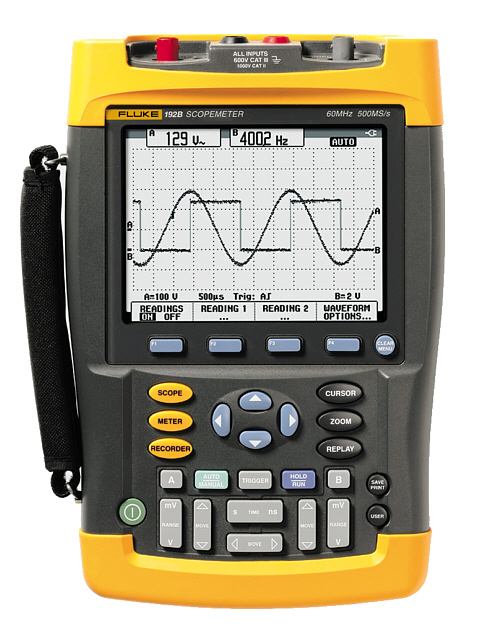 ALL INPUTS
600V CAT III
1000V CAT II
FLUKE 192B SCOPEMETER 60MHz 500MS/s
A 129 V~ B 400.2 Hz AUTO
A
A
B
B
A=100 V 500µs Trig: A B=2 V
READINGS READING 1 READING 2 WAVEFORM
ON OFF ... ... OPTIONS...
F1 F2 F3 F4 CLEAR MENU
SCOPE CURSOR
METER ZOOM
RECORDER REPLAY
A AUTO MANUAL TRIGGER HOLD RUN B SAVE PRINT
mV s TIME ns mV USER
RANGE MOVE MOVE RANGE
V MOVE V